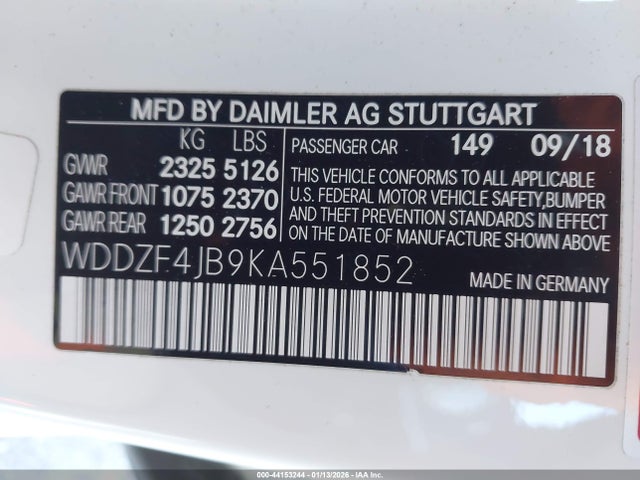 MFD BY DAIMLER AG STUTTGART
KG LBS
GVWR 2325 5126
GAWR FRONT 1075 2370
GAWR REAR 1250 2756
PASSENGER CAR 149 09/18
THIS VEHICLE CONFORMS TO ALL APPLICABLE
U.S. FEDERAL MOTOR VEHICLE SAFETY,BUMPER
AND THEFT PREVENTION STANDARDS IN EFFECT
ON THE DATE OF MANUFACTURE SHOWN ABOVE
WDDZF4JB9KA551852
MADE IN GERMANY
000-44153244 | 01/13/2026 | IAA Inc.